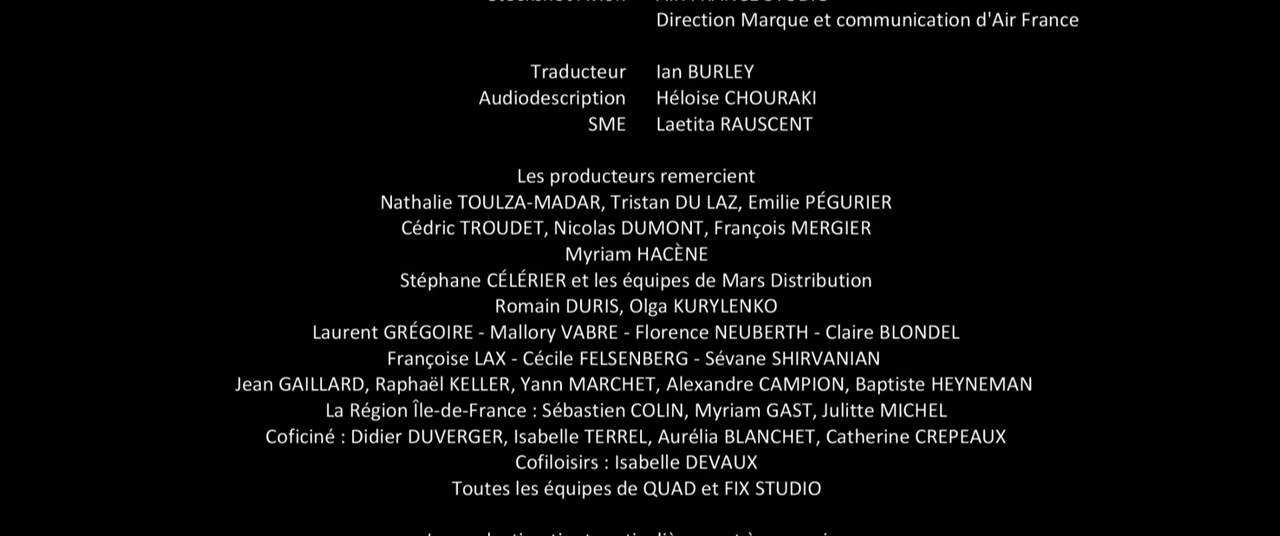 Direction Marque et communication d'Air France
Traducteur Ian BURLEY
Audiodescription Héloise CHOURAKI
SME Laetita RAUSCENT
Les producteurs remercient
Nathalie TOULZA-MADAR, Tristan DU LAZ, Emilie PÉGURIER
Cédric TROUDET, Nicolas DUMONT, François MERGIER
Myriam HACÈNE
Stéphane CÉLÉRIER et les équipes de Mars Distribution
Romain DURIS, Olga KURYLENKO
Laurent GRÉGOIRE - Mallory VABRE - Florence NEUBERTH - Claire BLONDEL
Françoise LAX - Cécile FELSENBERG - Sévane SHIRVANIAN
Jean GAILLARD, Raphaël KELLER, Yann MARCHET, Alexandre CAMPION, Baptiste HEYNEMAN
La Région Île-de-France : Sébastien COLIN, Myriam GAST, Julitte MICHEL
Coficiné : Didier DUVERGER, Isabelle TERREL, Aurélia BLANCHET, Catherine CREPEAUX
Cofiloisirs : Isabelle DEVAUX
Toutes les équipes de QUAD et FIX STUDIO